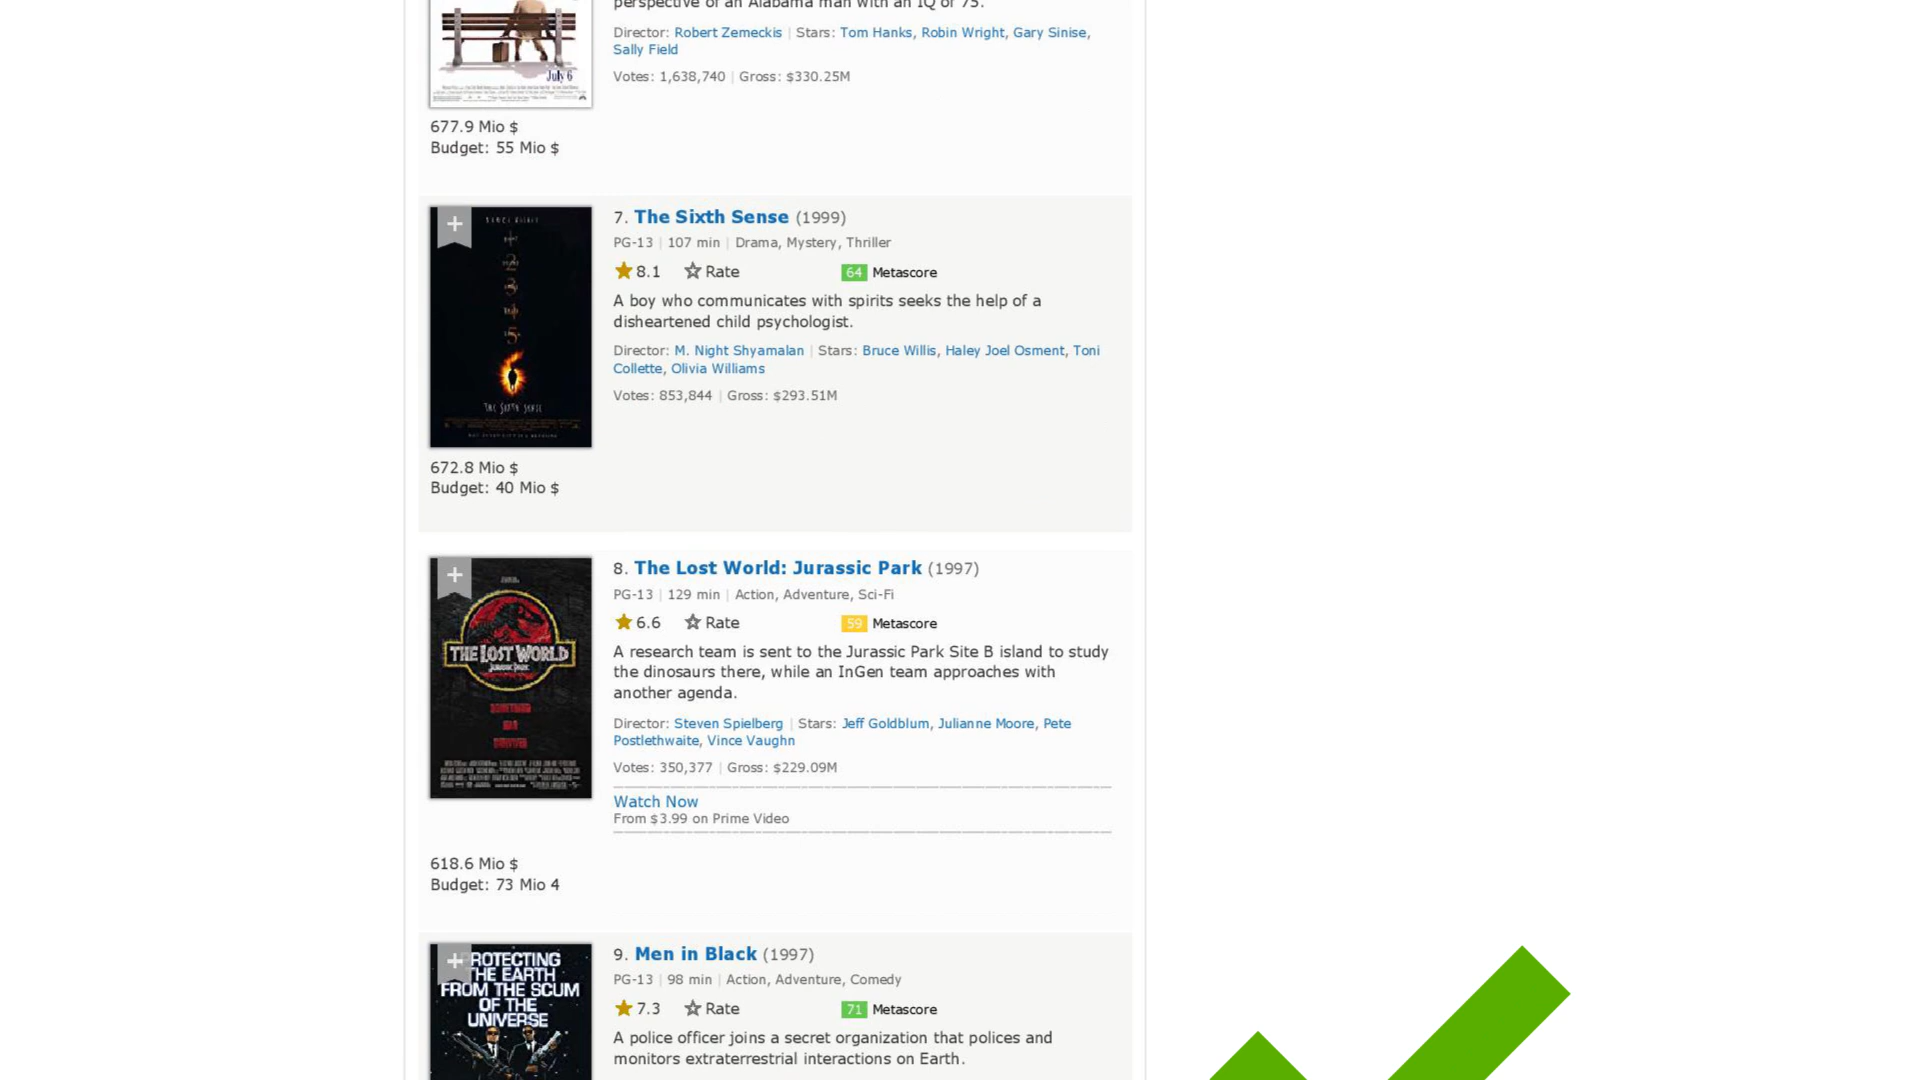 perspective of an Alabama man with an IQ of 75.
Director: Robert Zemeckis | Stars: Tom Hanks, Robin Wright, Gary Sinise,
Sally Field
Votes: 1,638,740 | Gross: $330.25M
July 6
677.9 Mio $
Budget: 55 Mio $
7. The Sixth Sense (1999)
PG-13 | 107 min | Drama, Mystery, Thriller
8.1 Rate 64 Metascore
A boy who communicates with spirits seeks the help of a
disheartened child psychologist.
Director: M. Night Shyamalan | Stars: Bruce Willis, Haley Joel Osment, Toni
Collette, Olivia Williams
Votes: 853,844 | Gross: $293.51M
THE SIXTH SENSE
672.8 Mio $
Budget: 40 Mio $
8. The Lost World: Jurassic Park (1997)
PG-13 | 129 min | Action, Adventure, Sci-Fi
6.6 Rate 59 Metascore
A research team is sent to the Jurassic Park Site B island to study
the dinosaurs there, while an InGen team approaches with
another agenda.
THE LOST WORLD
JURASSIC PARK
Director: Steven Spielberg | Stars: Jeff Goldblum, Julianne Moore, Pete
Postlethwaite, Vince Vaughn
Votes: 350,377 | Gross: $229.09M
Watch Now
From $3.99 on Prime Video
618.6 Mio $
Budget: 73 Mio 4
9. Men in Black (1997)
PG-13 | 98 min | Action, Adventure, Comedy
7.3 Rate 71 Metascore
A police officer joins a secret organization that polices and
monitors extraterrestrial interactions on Earth.
ROTECTING
THE EARTH
FROM THE SCUM
OF THE
UNIVERSE